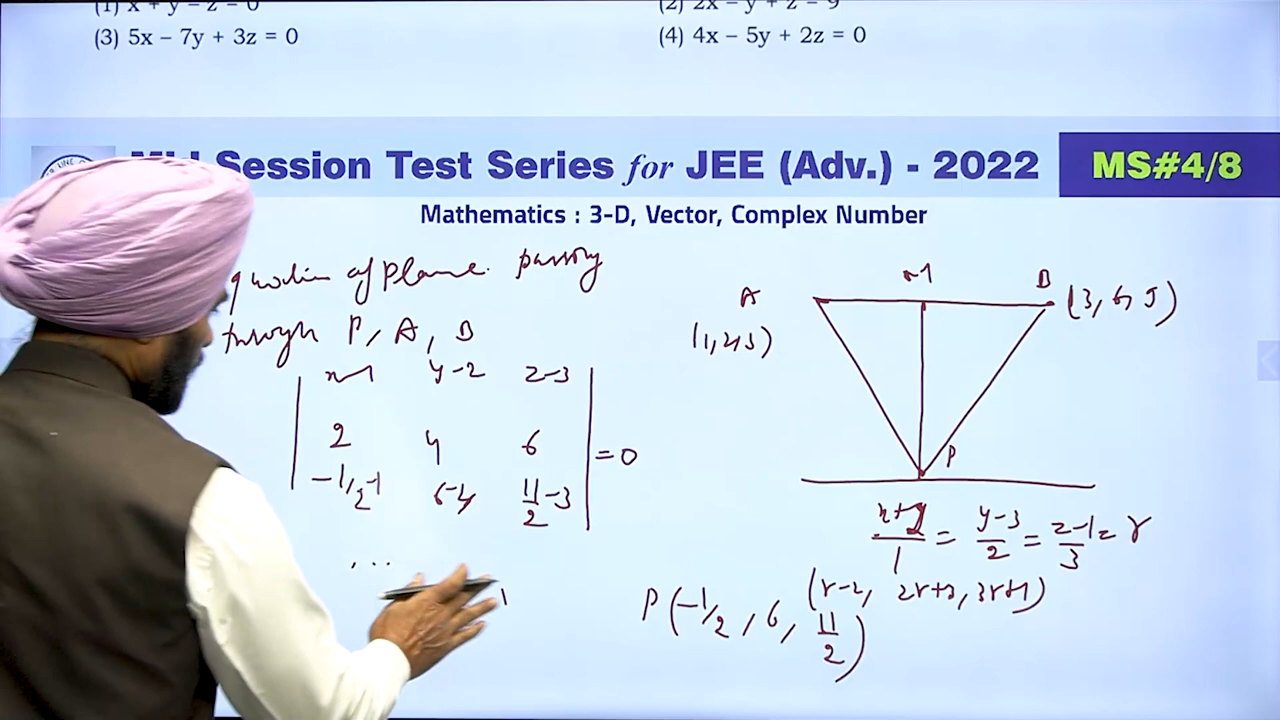 (1) x + y − z = 0
(2) 2x − y + z = 9
(3) 5x − 7y + 3z = 0
(4) 4x − 5y + 2z = 0
Session Test Series for JEE (Adv.) - 2022
MS#4/8
Mathematics : 3-D, Vector, Complex Number
of plane passing
through P, A, B
x-1 y-2 z-3
2 4 6 = 0
-1/2-1 6-2 11/2-3
...
A M B (3, 6, 5)
P
x+2/1 = y-3/2 = z-1/3 = r
(r-2, 2r+3, 3r+1)
P(-1/2, 6, 11/2)